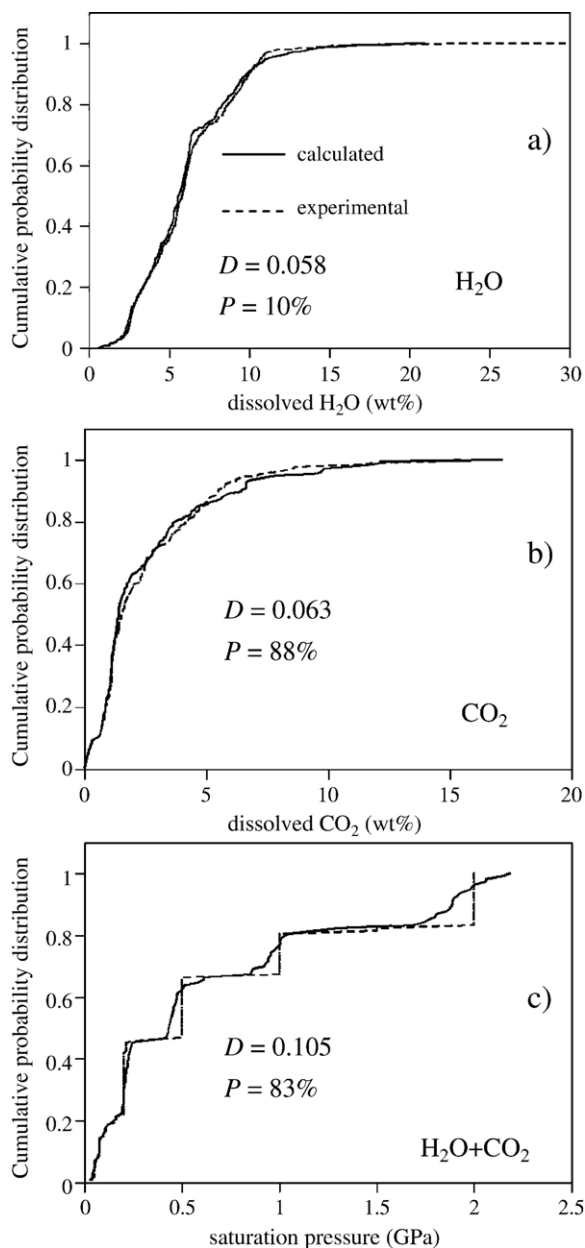 Cumulative probability distribution
1
0.8
0.6
0.4
0.2
0
a)
calculated
experimental
D = 0.058
P = 10%
H₂O
0 5 10 15 20 25 30
dissolved H₂O (wt%)
Cumulative probability distribution
1
0.8
0.6
0.4
0.2
0
b)
D = 0.063
P = 88%
CO₂
0 5 10 15 20
dissolved CO₂ (wt%)
Cumulative probability distribution
1
0.8
0.6
0.4
0.2
0
c)
D = 0.105
P = 83%
H₂O+CO₂
0 0.5 1 1.5 2 2.5
saturation pressure (GPa)